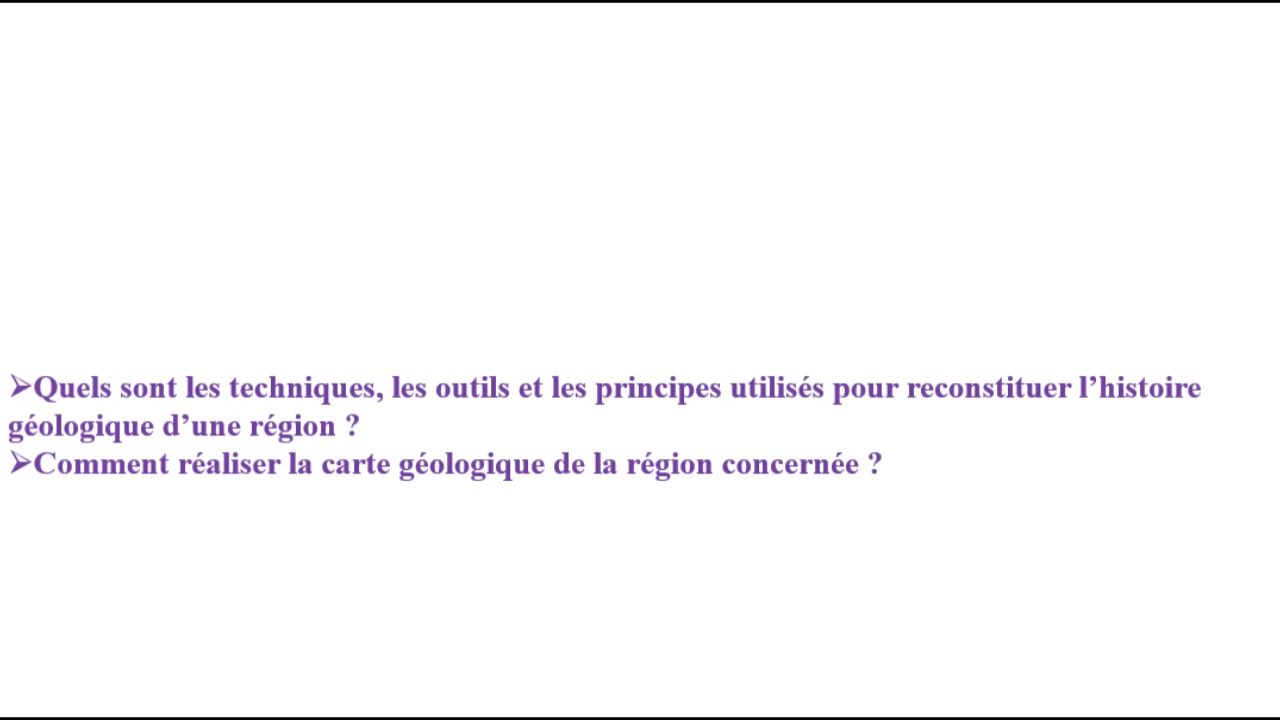 ➢Quels sont les techniques, les outils et les principes utilisés pour reconstituer l’histoire
géologique d’une région ?
➢Comment réaliser la carte géologique de la région concernée ?